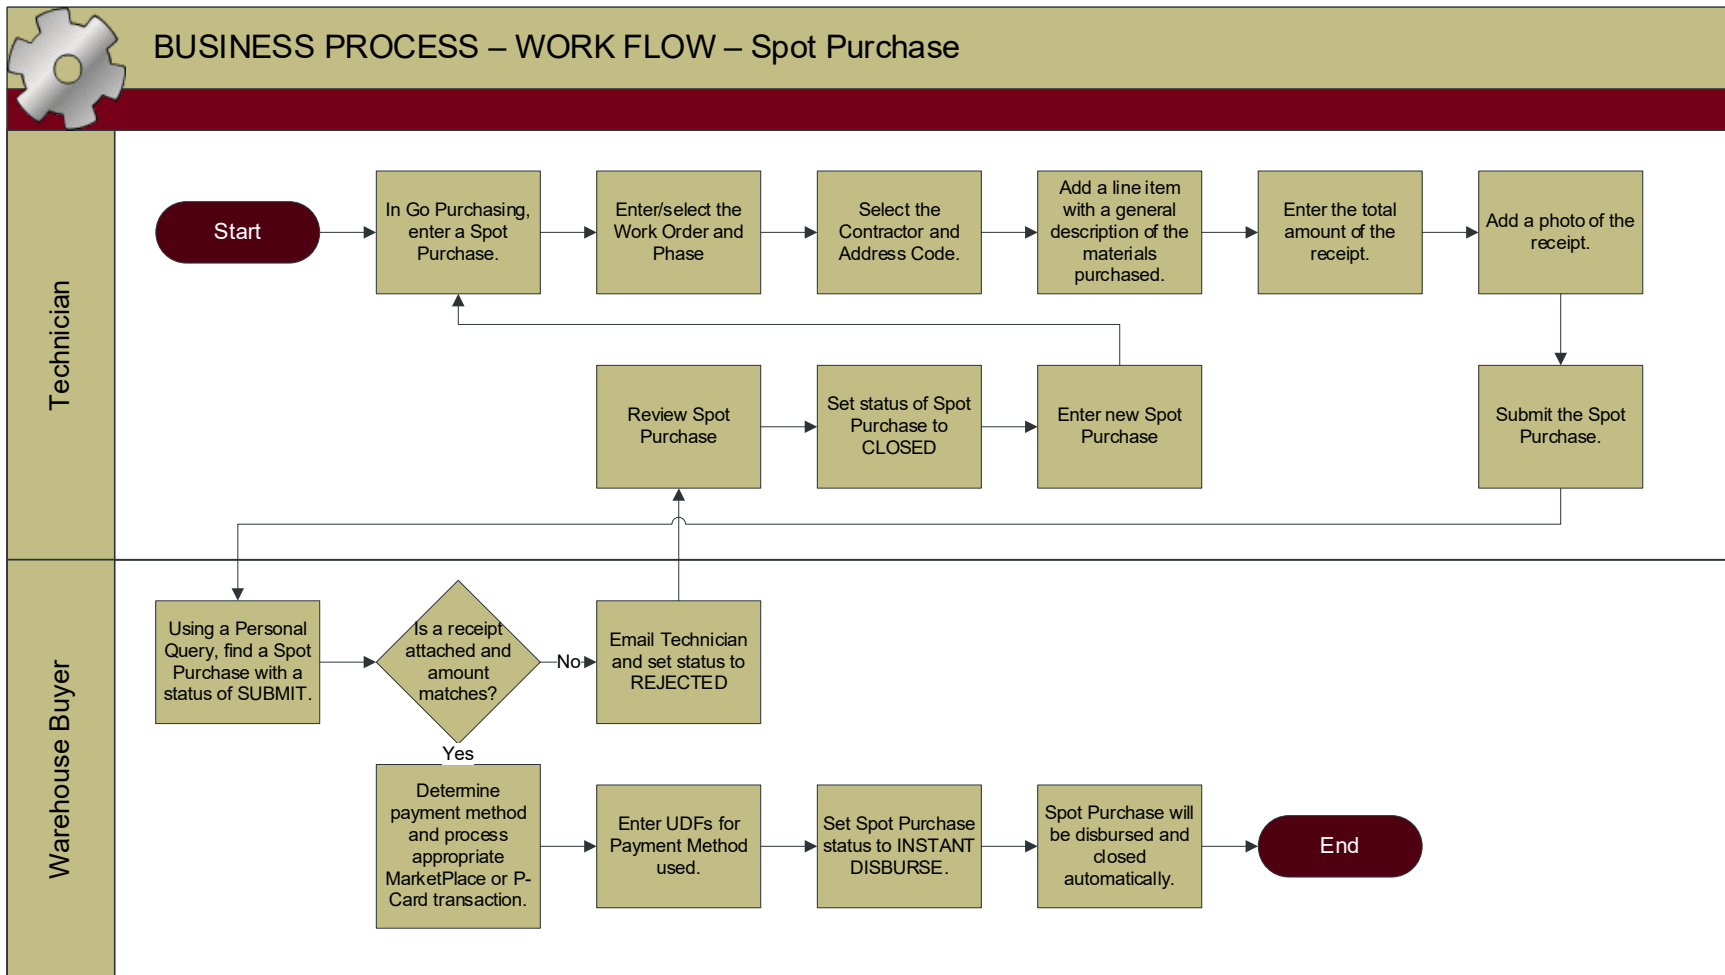 BUSINESS PROCESS – WORK FLOW – Spot Purchase
Technician
Start
In Go Purchasing,
enter a Spot
Purchase.
Enter/select the
Work Order and
Phase
Select the
Contractor and
Address Code.
Add a line item
with a general
description of the
materials
purchased.
Enter the total
amount of the
receipt.
Add a photo of the
receipt.
Review Spot
Purchase
Set status of Spot
Purchase to
CLOSED
Enter new Spot
Purchase
Submit the Spot
Purchase.
Warehouse Buyer
Using a Personal
Query, find a Spot
Purchase with a
status of SUBMIT.
Is a receipt
attached and
amount
matches?
No
Email Technician
and set status to
REJECTED
Yes
Determine
payment method
and process
appropriate
MarketPlace or P-
Card transaction.
Enter UDFs for
Payment Method
used.
Set Spot Purchase
status to INSTANT
DISBURSE.
Spot Purchase will
be disbursed and
closed
automatically.
End